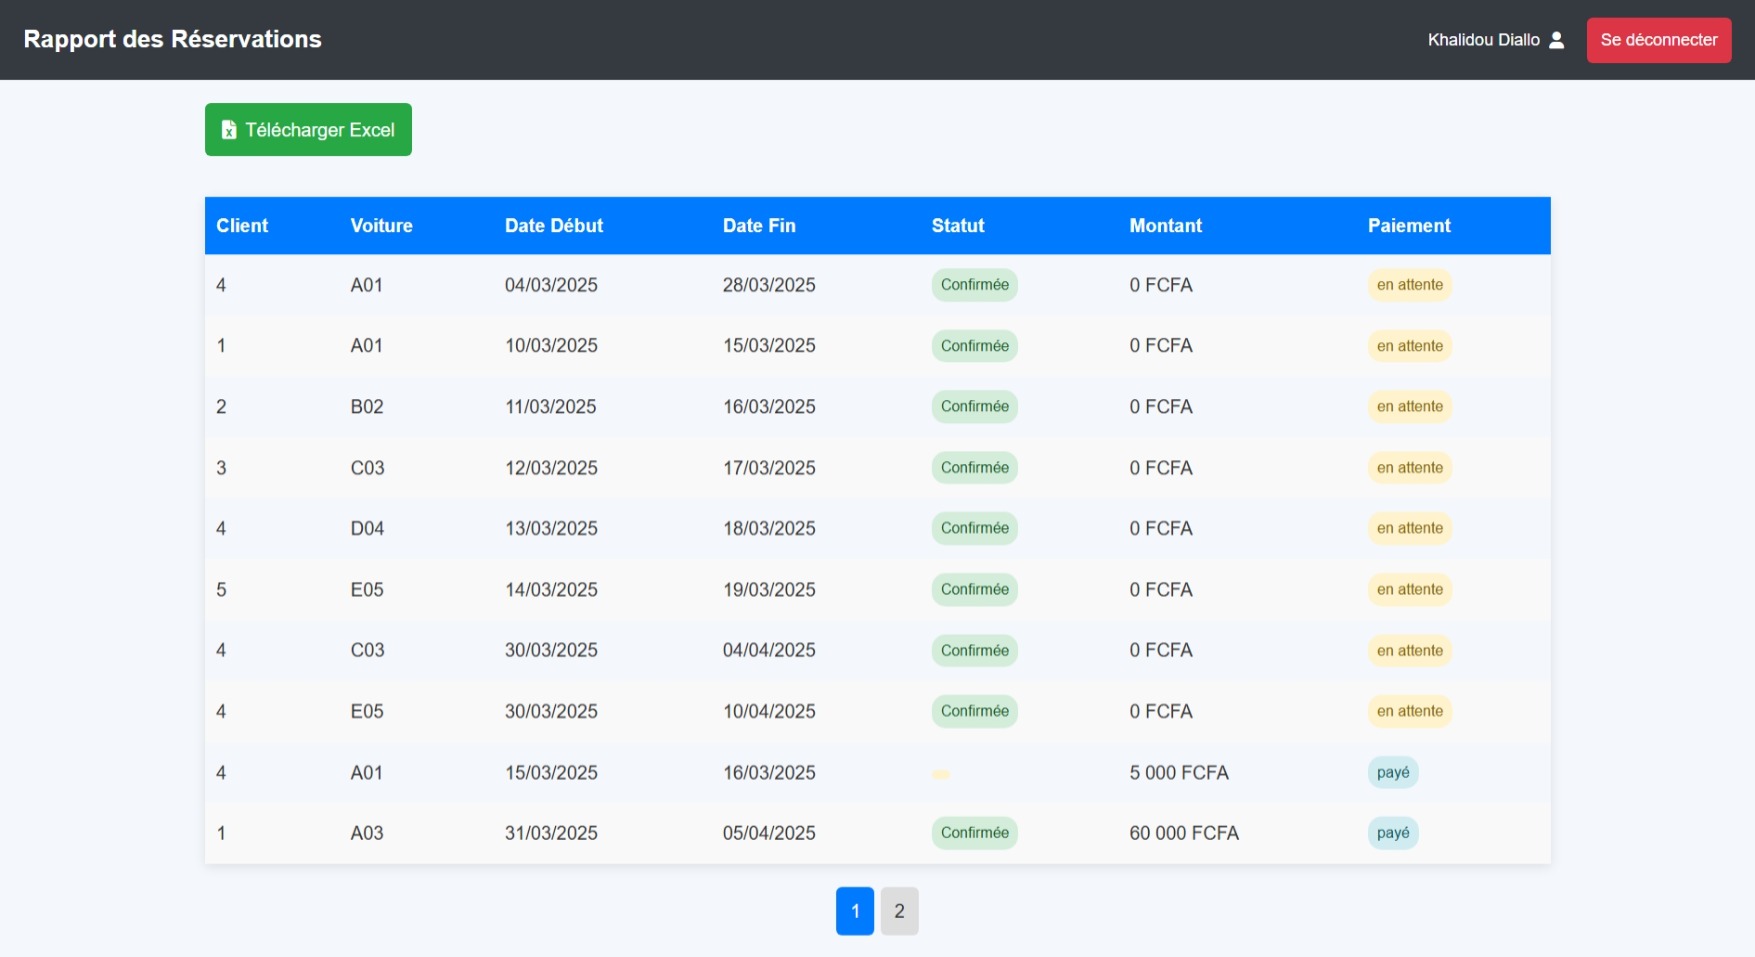 Rapport des Réservations
Khalidou Diallo
Se déconnecter
Télécharger Excel
Client Voiture Date Début Date Fin Statut Montant Paiement
4 A01 04/03/2025 28/03/2025 Confirmée 0 FCFA en attente
1 A01 10/03/2025 15/03/2025 Confirmée 0 FCFA en attente
2 B02 11/03/2025 16/03/2025 Confirmée 0 FCFA en attente
3 C03 12/03/2025 17/03/2025 Confirmée 0 FCFA en attente
4 D04 13/03/2025 18/03/2025 Confirmée 0 FCFA en attente
5 E05 14/03/2025 19/03/2025 Confirmée 0 FCFA en attente
4 C03 30/03/2025 04/04/2025 Confirmée 0 FCFA en attente
4 E05 30/03/2025 10/04/2025 Confirmée 0 FCFA en attente
4 A01 15/03/2025 16/03/2025 5 000 FCFA payé
1 A03 31/03/2025 05/04/2025 Confirmée 60 000 FCFA payé
1 2